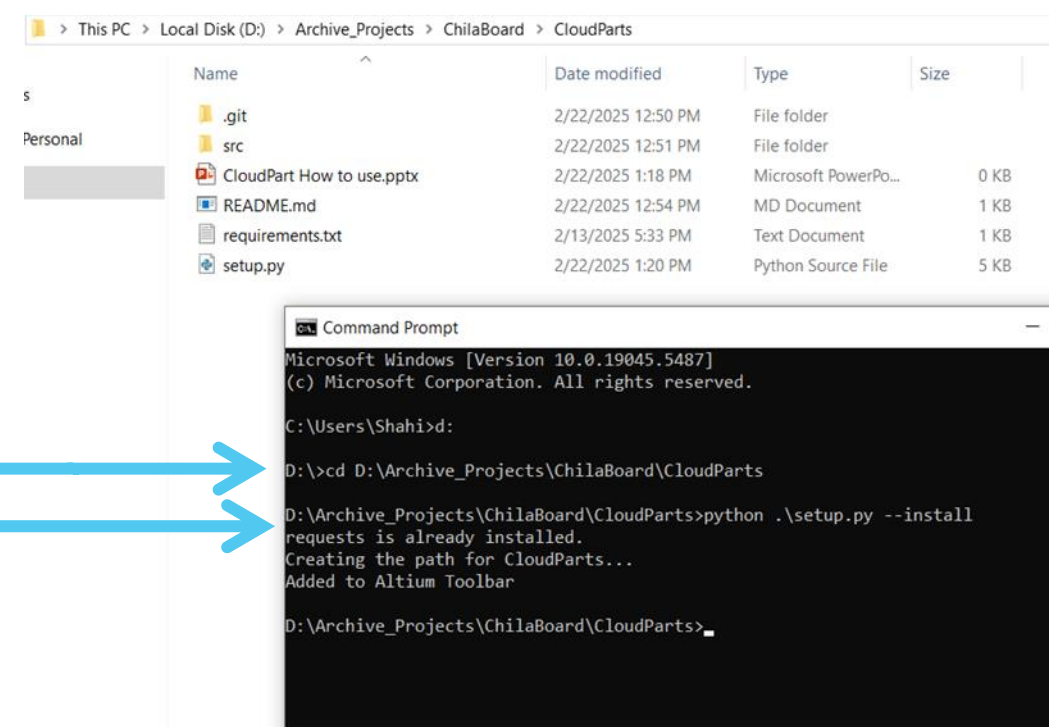 > This PC > Local Disk (D:) > Archive_Projects > ChilaBoard > CloudParts
Name Date modified Type Size
s
Personal
.git 2/22/2025 12:50 PM File folder
src 2/22/2025 12:51 PM File folder
CloudPart How to use.pptx 2/22/2025 1:18 PM Microsoft PowerPo... 0 KB
README.md 2/22/2025 12:54 PM MD Document 1 KB
requirements.txt 2/13/2025 5:33 PM Text Document 1 KB
setup.py 2/22/2025 1:20 PM Python Source File 5 KB
Command Prompt
Microsoft Windows [Version 10.0.19045.5487]
(c) Microsoft Corporation. All rights reserved.
C:\Users\Shahi>d:
D:\>cd D:\Archive_Projects\ChilaBoard\CloudParts
D:\Archive_Projects\ChilaBoard\CloudParts>python .\setup.py --install
requests is already installed.
Creating the path for CloudParts...
Added to Altium Toolbar
D:\Archive_Projects\ChilaBoard\CloudParts>